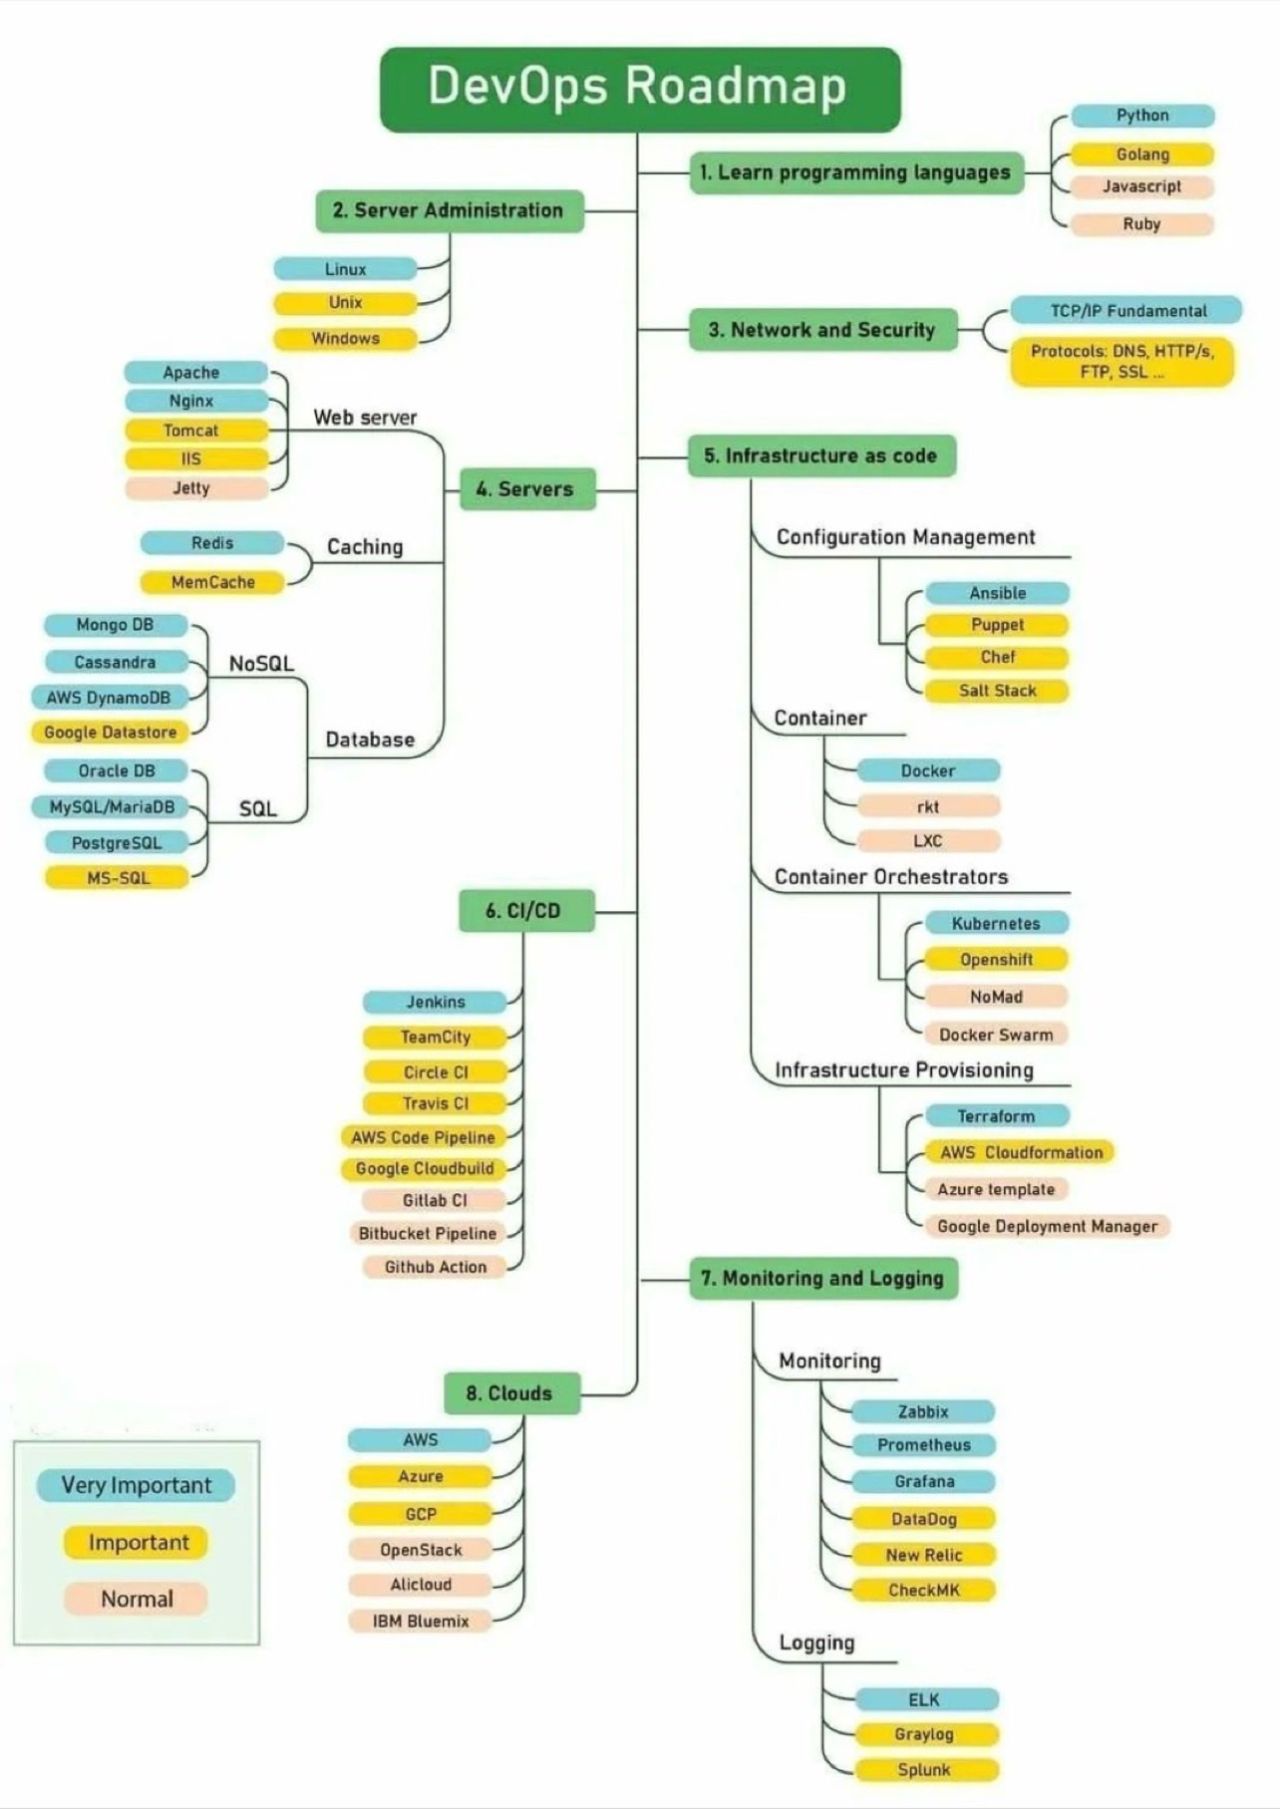 DevOps Roadmap
1. Learn programming languages
Python
Golang
Javascript
Ruby
2. Server Administration
Linux
Unix
Windows
3. Network and Security
TCP/IP Fundamental
Protocols: DNS, HTTP/s,
FTP, SSL ...
4. Servers
Web server
Apache
Nginx
Tomcat
IIS
Jetty
Caching
Redis
MemCache
Database
NoSQL
Mongo DB
Cassandra
AWS DynamoDB
Google Datastore
SQL
Oracle DB
MySQL/MariaDB
PostgreSQL
MS-SQL
5. Infrastructure as code
Configuration Management
Ansible
Puppet
Chef
Salt Stack
Container
Docker
rkt
LXC
Container Orchestrators
Kubernetes
Openshift
NoMad
Docker Swarm
Infrastructure Provisioning
Terraform
AWS Cloudformation
Azure template
Google Deployment Manager
6. CI/CD
Jenkins
TeamCity
Circle CI
Travis CI
AWS Code Pipeline
Google Cloudbuild
Gitlab CI
Bitbucket Pipeline
Github Action
7. Monitoring and Logging
Monitoring
Zabbix
Prometheus
Grafana
DataDog
New Relic
CheckMK
Logging
ELK
Graylog
Splunk
8. Clouds
AWS
Azure
GCP
OpenStack
Alicloud
IBM Bluemix
Very Important
Important
Normal